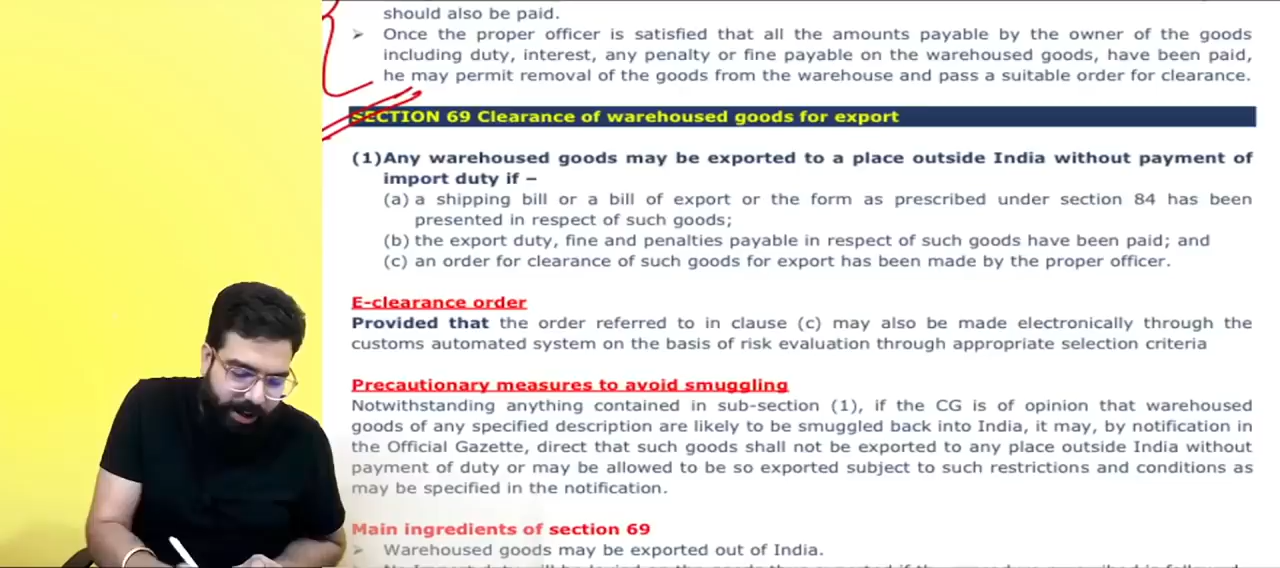 should also be paid.
➢ Once the proper officer is satisfied that all the amounts payable by the owner of the goods
including duty, interest, any penalty or fine payable on the warehoused goods, have been paid,
he may permit removal of the goods from the warehouse and pass a suitable order for clearance.
SECTION 69 Clearance of warehoused goods for export
(1)Any warehoused goods may be exported to a place outside India without payment of
import duty if –
(a) a shipping bill or a bill of export or the form as prescribed under section 84 has been
presented in respect of such goods;
(b) the export duty, fine and penalties payable in respect of such goods have been paid; and
(c) an order for clearance of such goods for export has been made by the proper officer.
E-clearance order
Provided that the order referred to in clause (c) may also be made electronically through the
customs automated system on the basis of risk evaluation through appropriate selection criteria
Precautionary measures to avoid smuggling
Notwithstanding anything contained in sub-section (1), if the CG is of opinion that warehoused
goods of any specified description are likely to be smuggled back into India, it may, by notification in
the Official Gazette, direct that such goods shall not be exported to any place outside India without
payment of duty or may be allowed to be so exported subject to such restrictions and conditions as
may be specified in the notification.
Main ingredients of section 69
➢ Warehoused goods may be exported out of India.